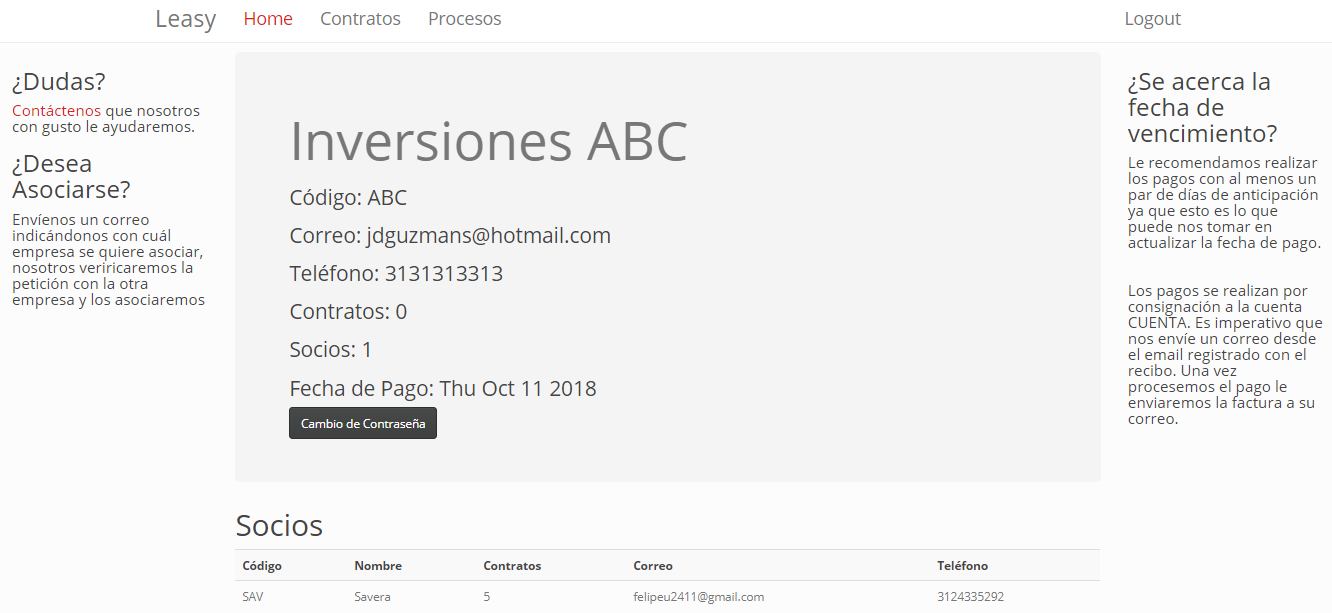 Leasy Home Contratos Procesos Logout
¿Dudas?
Contáctenos que nosotros
con gusto le ayudaremos.
¿Desea
Asociarse?
Envíenos un correo
indicándonos con cuál
empresa se quiere asociar,
nosotros veriricaremos la
petición con la otra
empresa y los asociaremos
Inversiones ABC
Código: ABC
Correo: jdguzmans@hotmail.com
Teléfono: 3131313313
Contratos: 0
Socios: 1
Fecha de Pago: Thu Oct 11 2018
Cambio de Contraseña
¿Se acerca la
fecha de
vencimiento?
Le recomendamos realizar
los pagos con al menos un
par de días de anticipación
ya que esto es lo que
puede nos tomar en
actualizar la fecha de pago.
Los pagos se realizan por
consignación a la cuenta
CUENTA. Es imperativo que
nos envíe un correo desde
el email registrado con el
recibo. Una vez
procesemos el pago le
enviaremos la factura a su
correo.
Socios
Código Nombre Contratos Correo Teléfono
SAV Savera 5 felipeu2411@gmail.com 3124335292